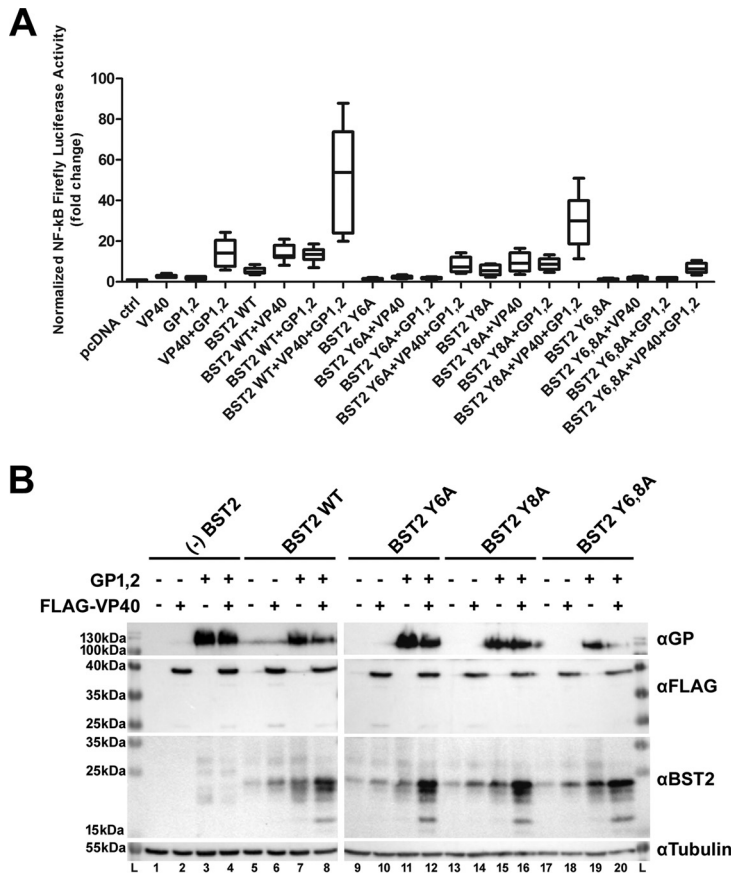 A
Normalized NF-kB Firefly Luciferase Activity
(fold change)
100
80
60
40
20
0
pcDNA ctrl
VP40
GP1,2
VP40+GP1,2
BST2 WT
BST2 WT+VP40
BST2 WT+GP1,2
BST2 WT+VP40+GP1,2
BST2 Y6A
BST2 Y6A+VP40
BST2 Y6A+GP1,2
BST2 Y6A+VP40+GP1,2
BST2 Y8A
BST2 Y8A+VP40
BST2 Y8A+GP1,2
BST2 Y8A+VP40+GP1,2
BST2 Y6,8A
BST2 Y6,8A+VP40
BST2 Y6,8A+GP1,2
BST2 Y6,8A+VP40+GP1,2
B
(-) BST2
BST2 WT
BST2 Y6A
BST2 Y8A
BST2 Y6,8A
GP1,2 - - + + - - + + - - + + - - + + - - + +
FLAG-VP40 - + - + - + - + - + - + - + - + - + - +
130kDa
100kDa
αGP
40kDa
35kDa
25kDa
αFLAG
35kDa
25kDa
15kDa
αBST2
55kDa
αTubulin
L 1 2 3 4 5 6 7 8 9 10 11 12 13 14 15 16 17 18 19 20 L